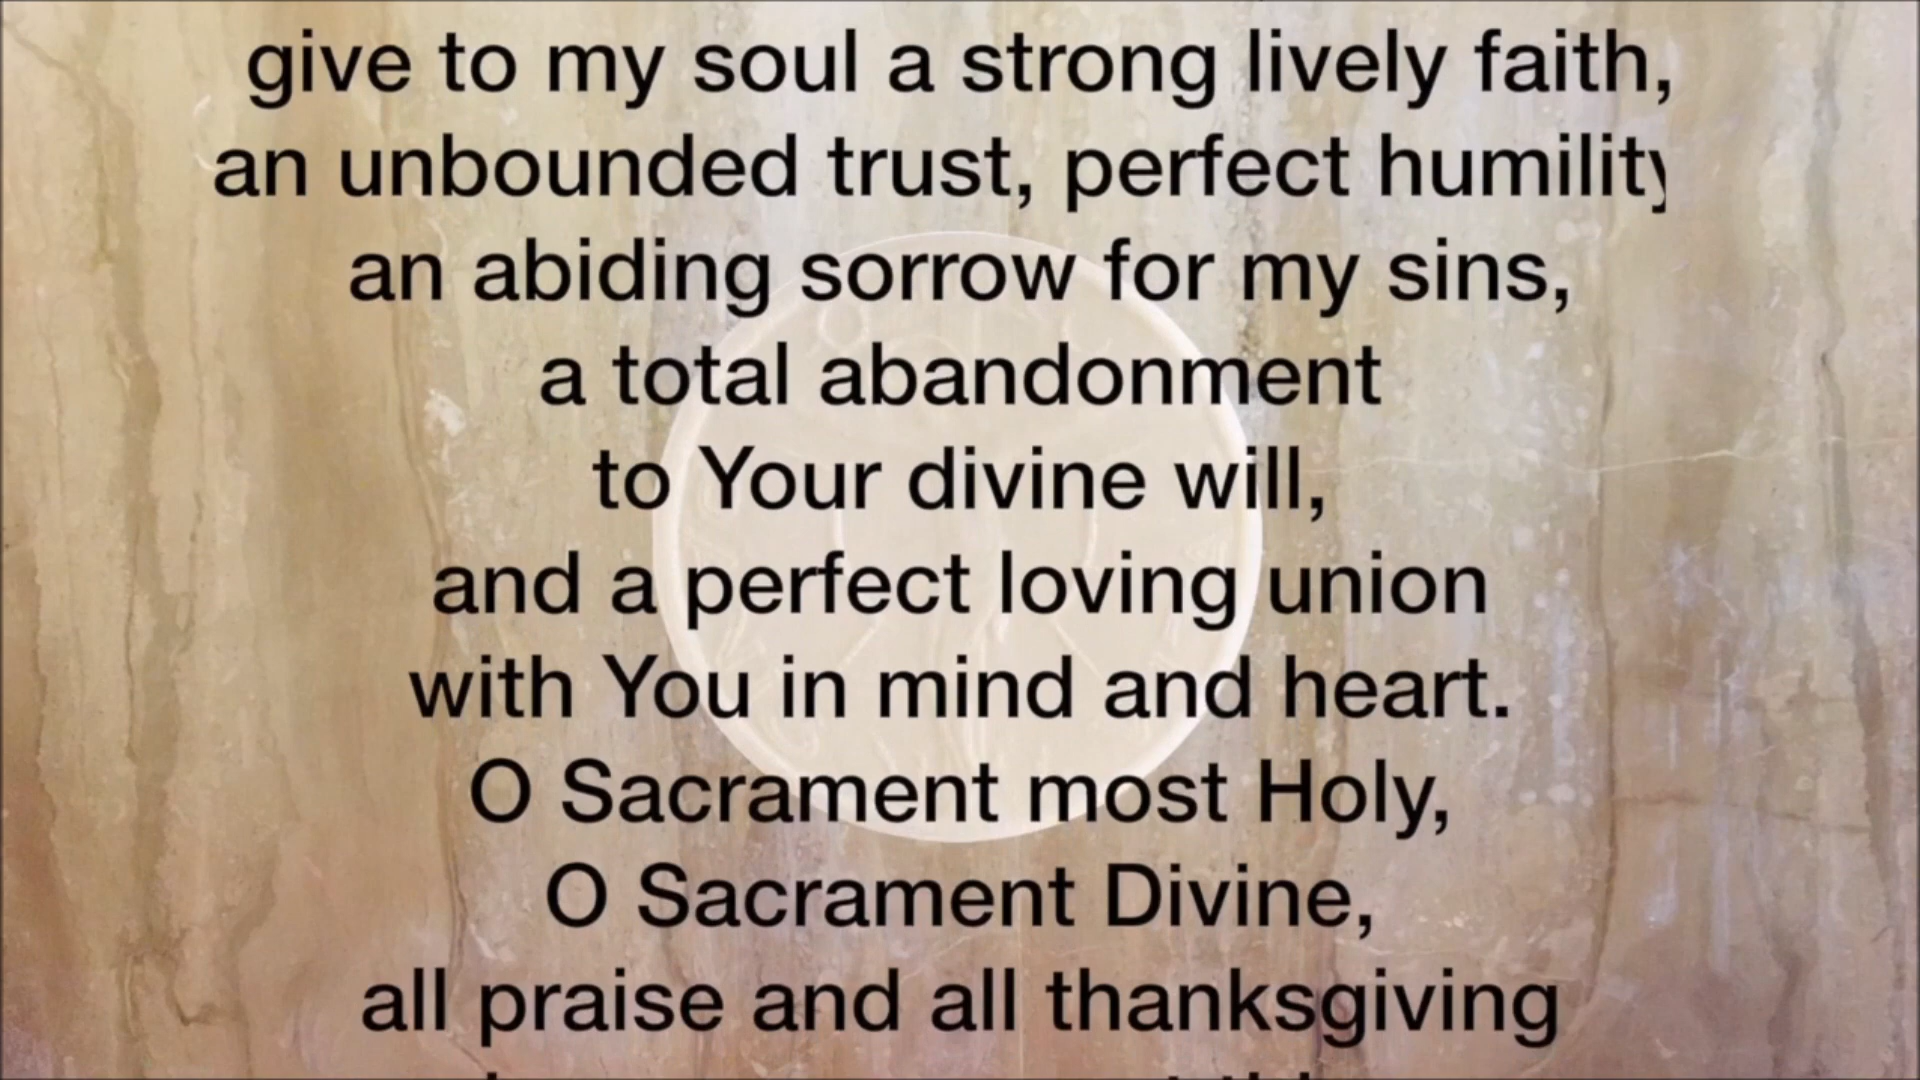 give to my soul a strong lively faith,
an unbounded trust, perfect humility
an abiding sorrow for my sins,
a total abandonment
to Your divine will,
and a perfect loving union
with You in mind and heart.
O Sacrament most Holy,
O Sacrament Divine,
all praise and all thanksgiving